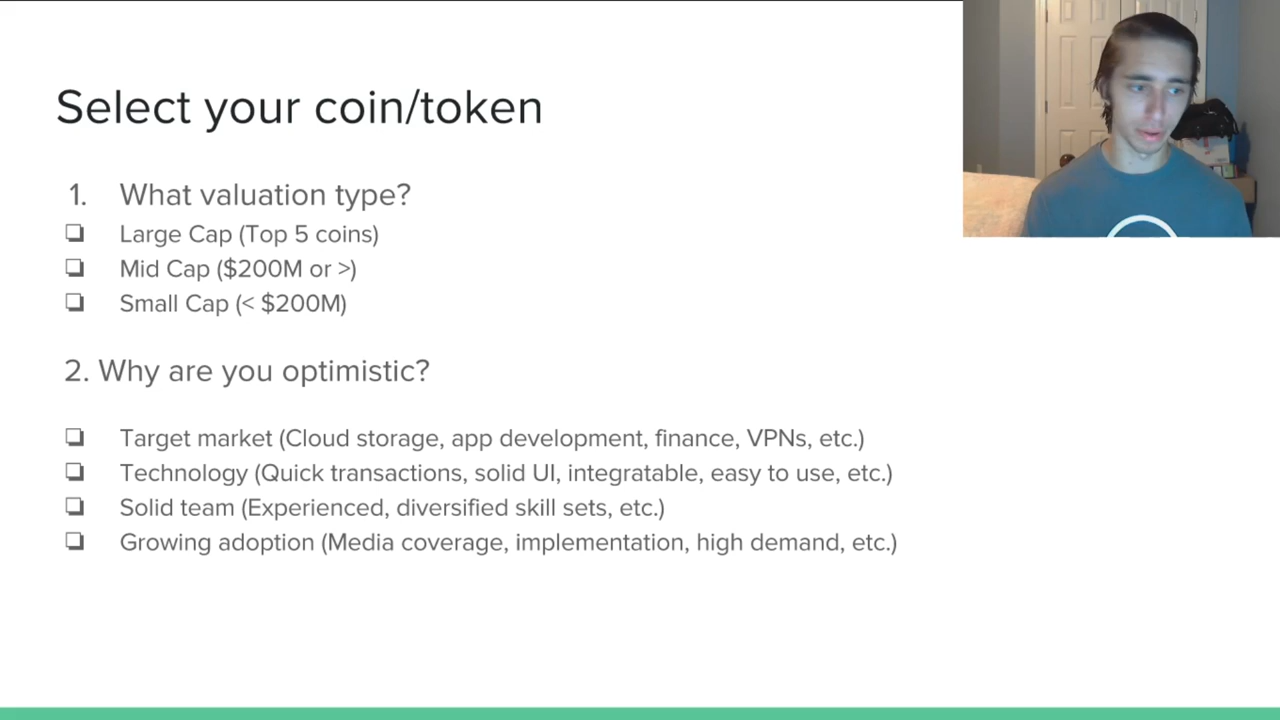 Select your coin/token
1. What valuation type?
❏ Large Cap (Top 5 coins)
❏ Mid Cap ($200M or >)
❏ Small Cap (< $200M)
2. Why are you optimistic?
❏ Target market (Cloud storage, app development, finance, VPNs, etc.)
❏ Technology (Quick transactions, solid UI, integratable, easy to use, etc.)
❏ Solid team (Experienced, diversified skill sets, etc.)
❏ Growing adoption (Media coverage, implementation, high demand, etc.)